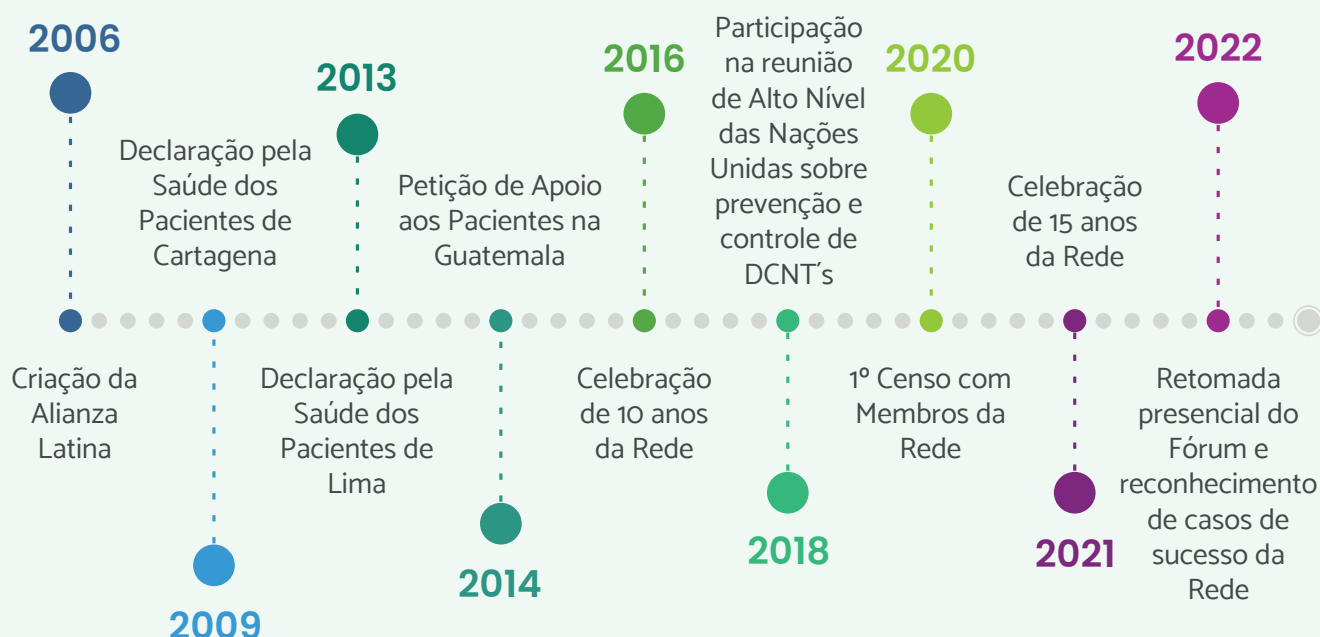 2006
Criação da
Alianza
Latina
Declaração pela
Saúde dos
Pacientes de
Cartagena
2009
2013
Declaração pela
Saúde dos
Pacientes de
Lima
Petição de Apoio
aos Pacientes na
Guatemala
2014
2016
Celebração
de 10 anos
da Rede
Participação
na reunião
de Alto Nível
das Nações
Unidas sobre
prevenção e
controle de
DCNT´s
2018
2020
1º Censo com
Membros da
Rede
Celebração
de 15 anos
da Rede
2021
2022
Retomada
presencial do
Fórum e
reconhecimento
de casos de
sucesso da
Rede